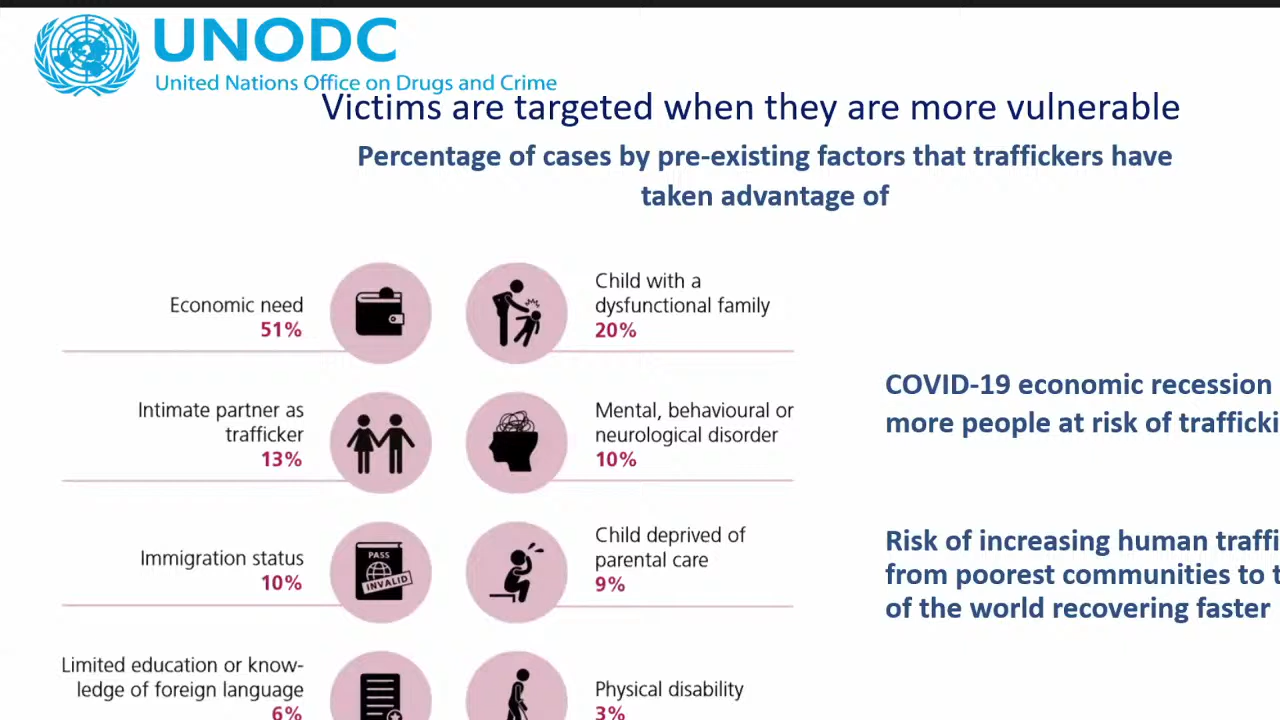 UNODC
United Nations Office on Drugs and Crime
Victims are targeted when they are more vulnerable
Percentage of cases by pre-existing factors that traffickers have
taken advantage of
Economic need
51%
Child with a
dysfunctional family
20%
Intimate partner as
trafficker
13%
Mental, behavioural or
neurological disorder
10%
Immigration status
10%
PASS
INVALID
Child deprived of
parental care
9%
Limited education or know-
ledge of foreign language
6%
Physical disability
3%
COVID-19 economic recession
more people at risk of
Risk of increasing human
from poorest communities to
of the world recovering faster